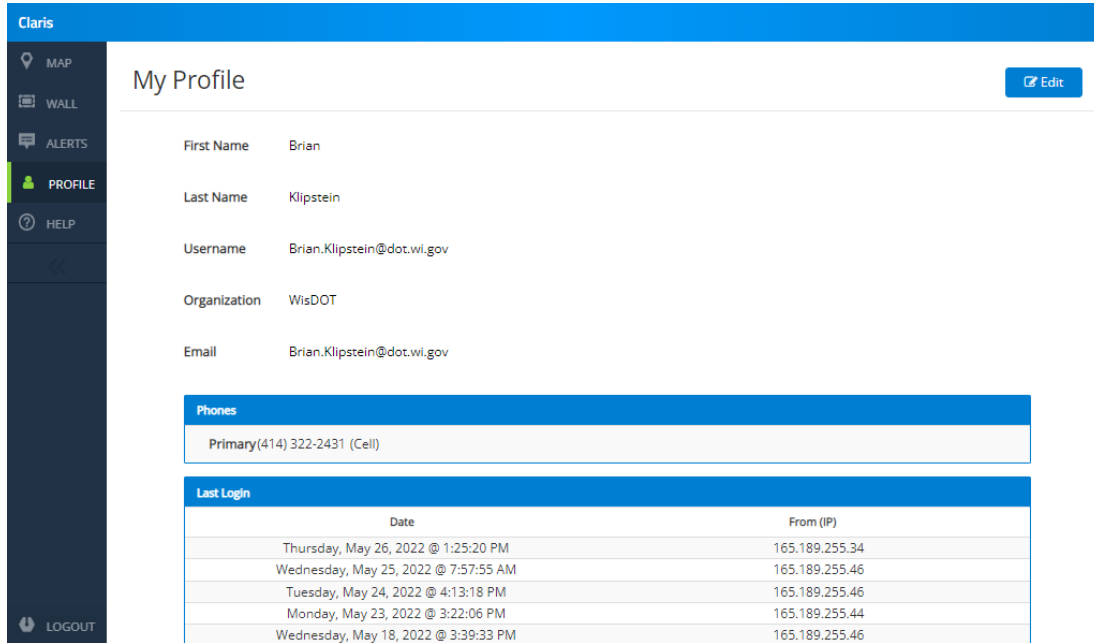 Claris
MAP
WALL
ALERTS
PROFILE
HELP
LOGOUT
My Profile
Edit
First Name Brian
Last Name Klipstein
Username Brian.Klipstein@dot.wi.gov
Organization WisDOT
Email Brian.Klipstein@dot.wi.gov
Phones
Primary(414) 322-2431 (Cell)
Last Login
Date From (IP)
Thursday, May 26, 2022 @ 1:25:20 PM 165.189.255.34
Wednesday, May 25, 2022 @ 7:57:55 AM 165.189.255.46
Tuesday, May 24, 2022 @ 4:13:18 PM 165.189.255.46
Monday, May 23, 2022 @ 3:22:06 PM 165.189.255.44
Wednesday, May 18, 2022 @ 3:39:33 PM 165.189.255.46